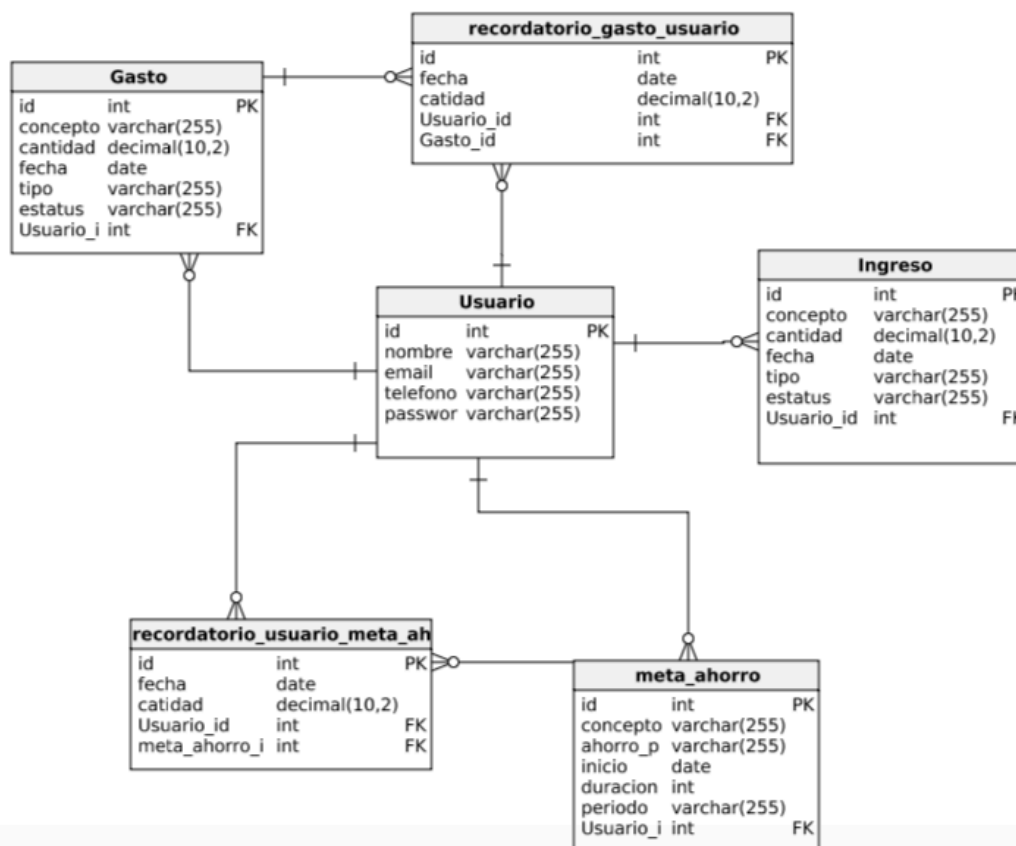 recordatorio_gasto_usuario
id int PK
fecha date
catidad decimal(10,2)
Usuario_id int FK
Gasto_id int FK
Gasto
id int PK
concepto varchar(255)
cantidad decimal(10,2)
fecha date
tipo varchar(255)
estatus varchar(255)
Usuario_i int FK
Ingreso
id int PK
concepto varchar(255)
cantidad decimal(10,2)
fecha date
tipo varchar(255)
estatus varchar(255)
Usuario_id int FK
Usuario
id int PK
nombre varchar(255)
email varchar(255)
telefono varchar(255)
passwor varchar(255)
recordatorio_usuario_meta_ah
id int PK
fecha date
catidad decimal(10,2)
Usuario_id int FK
meta_ahorro_i int FK
meta_ahorro
id int PK
concepto varchar(255)
ahorro_p varchar(255)
inicio date
duracion int
periodo varchar(255)
Usuario_i int FK